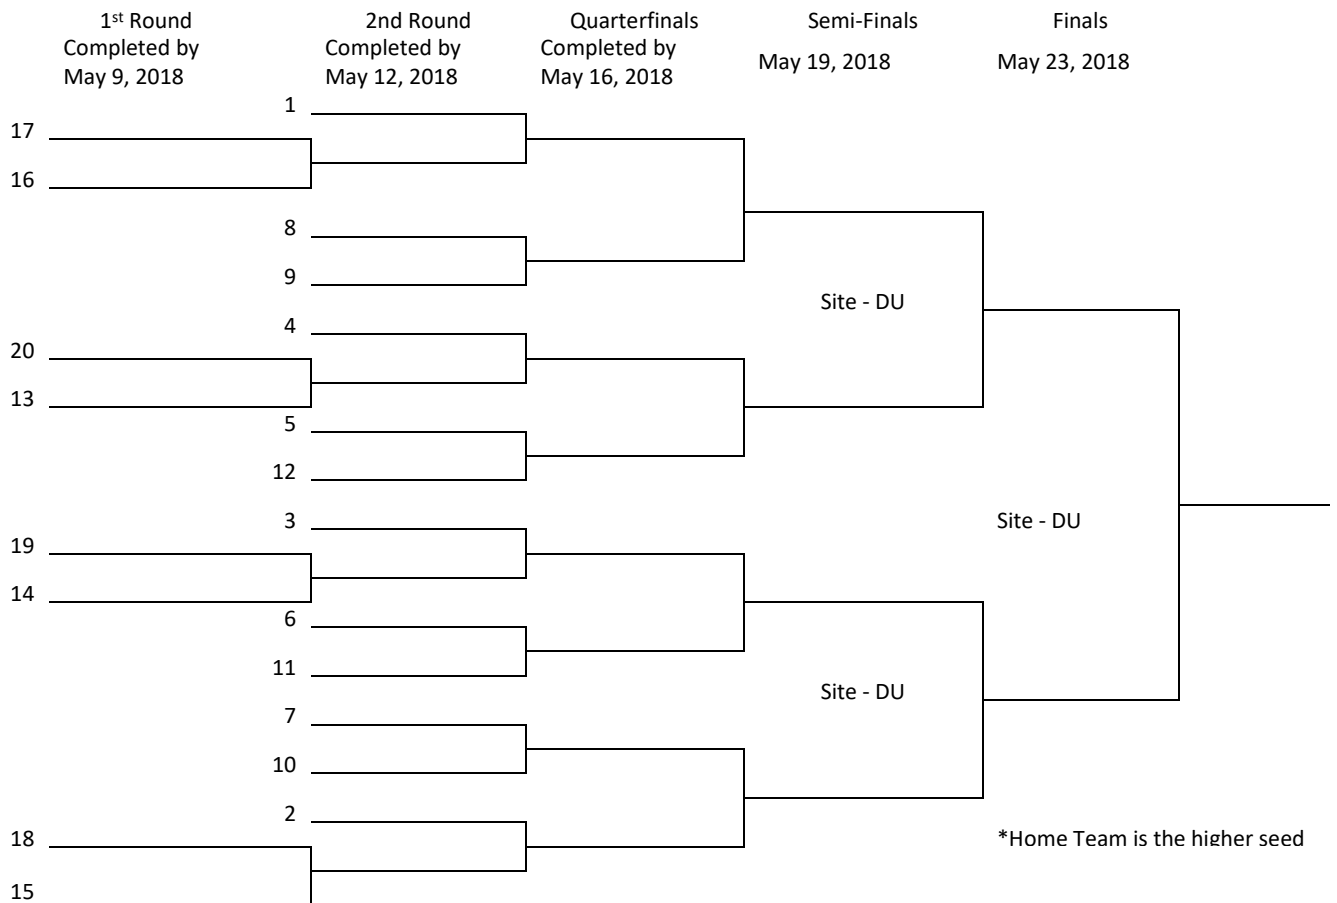 1st Round
Completed by
May 9, 2018
2nd Round
Completed by
May 12, 2018
Quarterfinals
Completed by
May 16, 2018
Semi-Finals
May 19, 2018
Finals
May 23, 2018
1
17
16
8
9
Site - DU
4
20
13
5
12
3
Site - DU
19
14
6
11
Site - DU
7
10
2
18
*Home Team is the higher seed
15